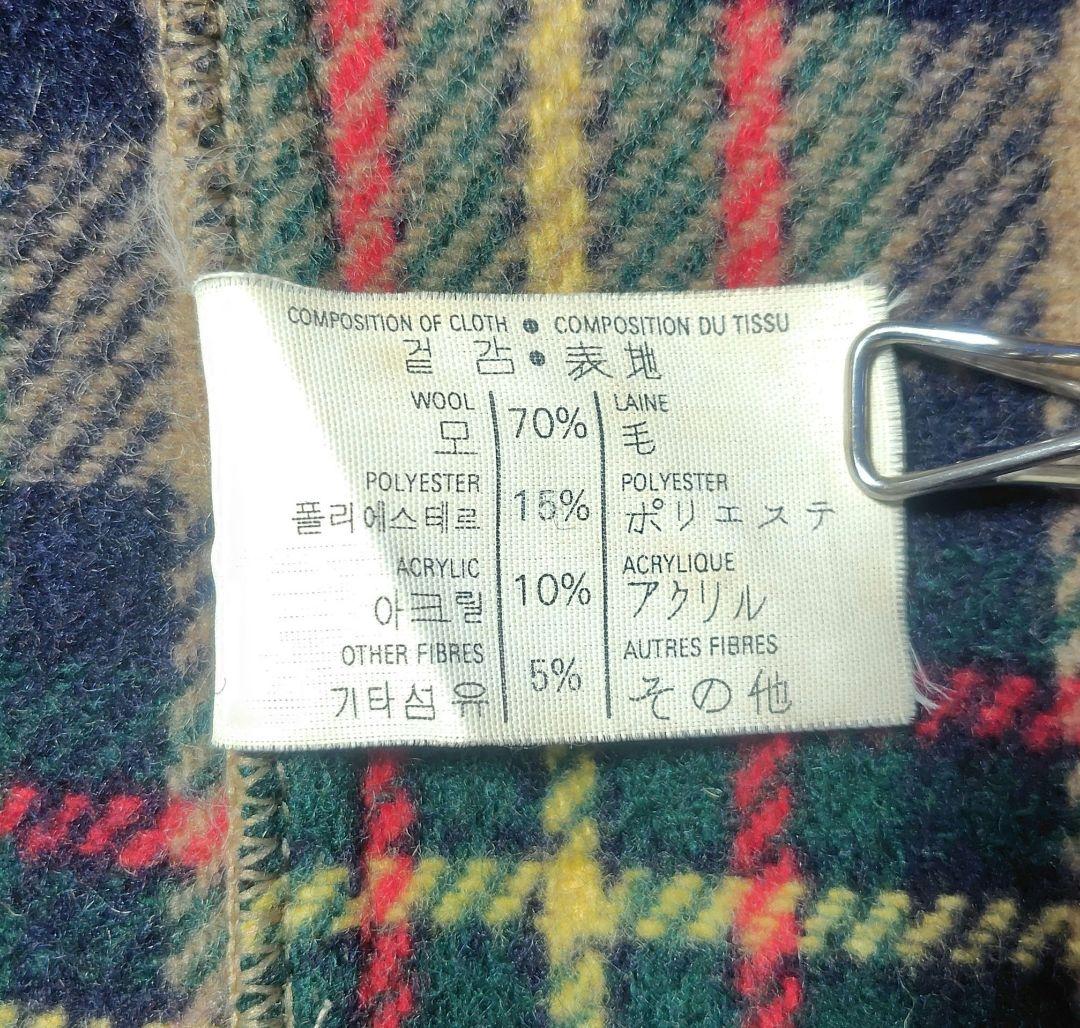 COMPOSITION OF CLOTH ● COMPOSITION DU TISSU
겉 감 ● 表地
WOOL 70% LAINE
모 毛
POLYESTER 15% POLYESTER
폴리에스테르 ポリエステ
ACRYLIC 10% ACRYLIQUE
아크릴 アクリル
OTHER FIBRES 5% AUTRES FIBRES
기타섬유 その他